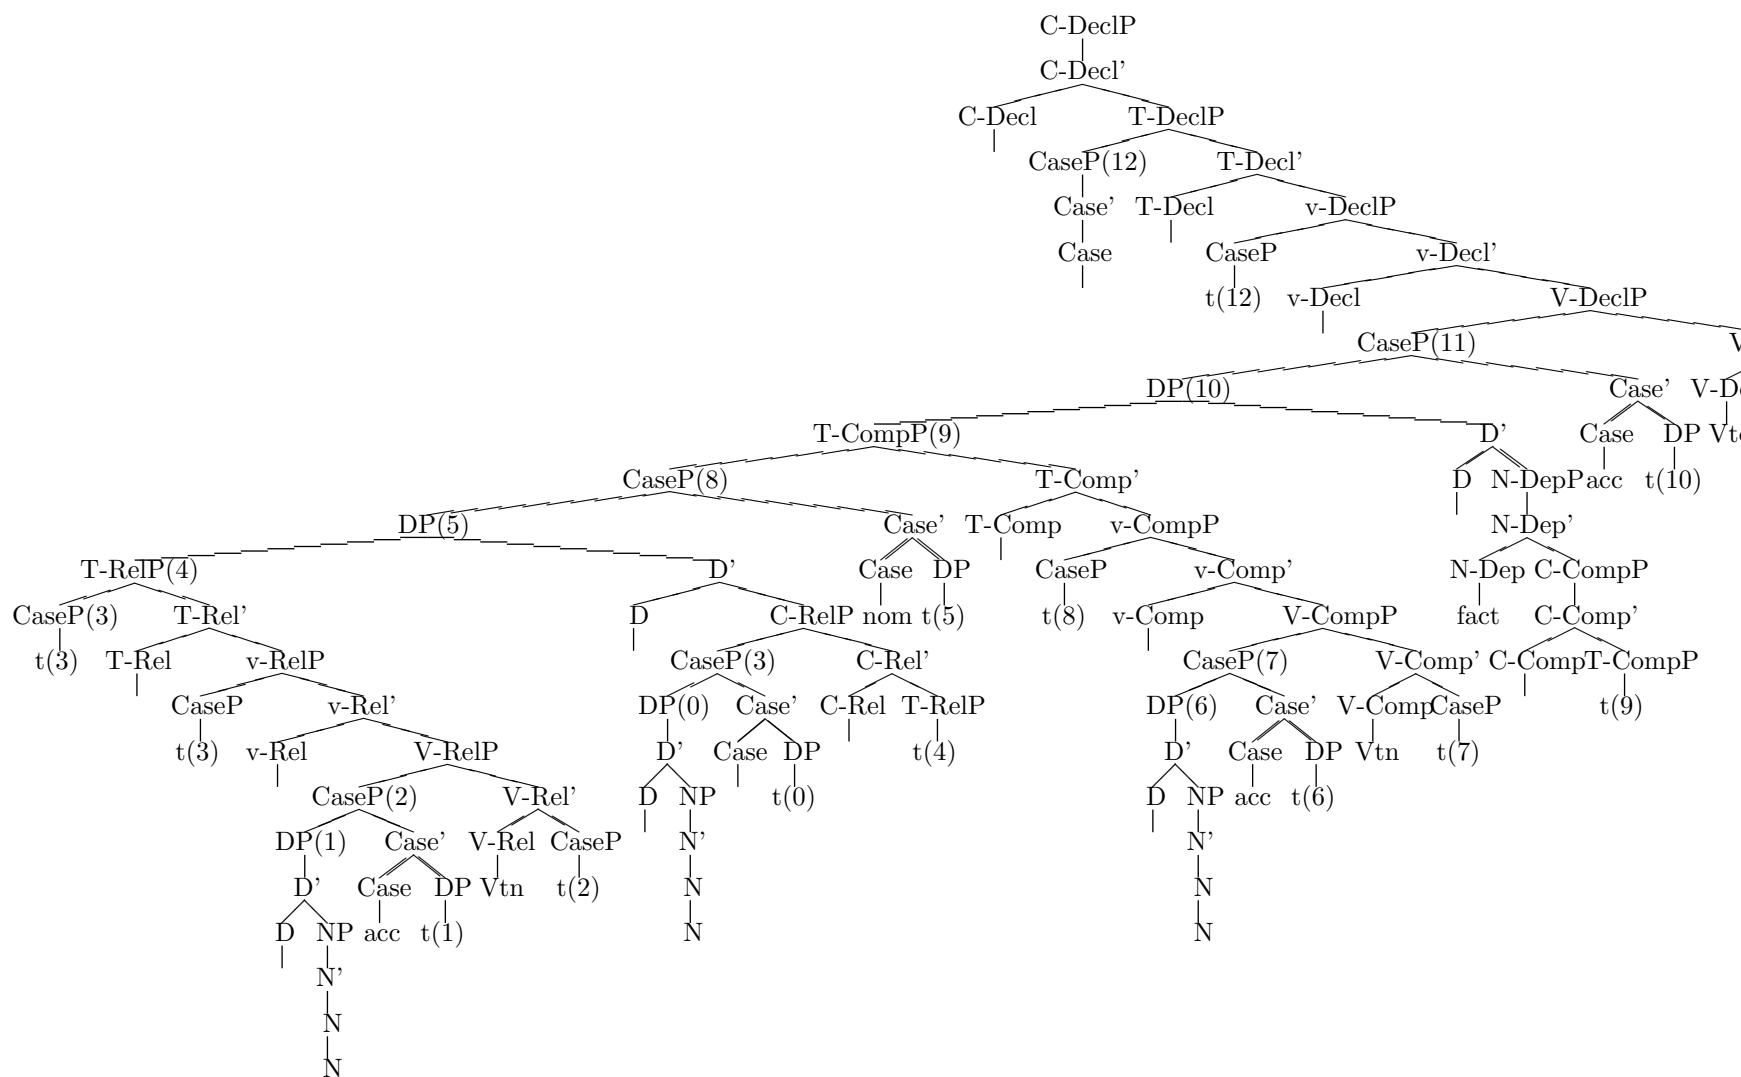 C-DeclP
C-Decl'
C-Decl T-DeclP
CaseP(12) T-Decl'
Case' T-Decl v-DeclP
Case CaseP v-Decl'
t(12) v-Decl V-DeclP
CaseP(11)
DP(10) Case'
T-CompP(9) D' Case DP
CaseP(8) T-Comp' D N-DepP acc t(10)
DP(5) Case' T-Comp v-CompP N-Dep'
T-RelP(4) D' Case DP CaseP v-Comp' N-Dep C-CompP
CaseP(3) T-Rel' D C-RelP nom t(5) t(8) v-Comp V-CompP fact C-Comp'
t(3) T-Rel v-RelP CaseP(3) C-Rel' CaseP(7) V-Comp' C-Comp T-CompP
CaseP v-Rel' DP(0) Case' C-Rel T-RelP DP(6) Case' V-Comp CaseP t(9)
t(3) v-Rel V-RelP D' Case DP t(4) D' Case DP Vtn t(7)
CaseP(2) V-Rel' D NP t(0) D NP acc t(6)
DP(1) Case' V-Rel CaseP N' N'
D' Case DP Vtn t(2) N N
D NP acc t(1) N N
N'
N
N